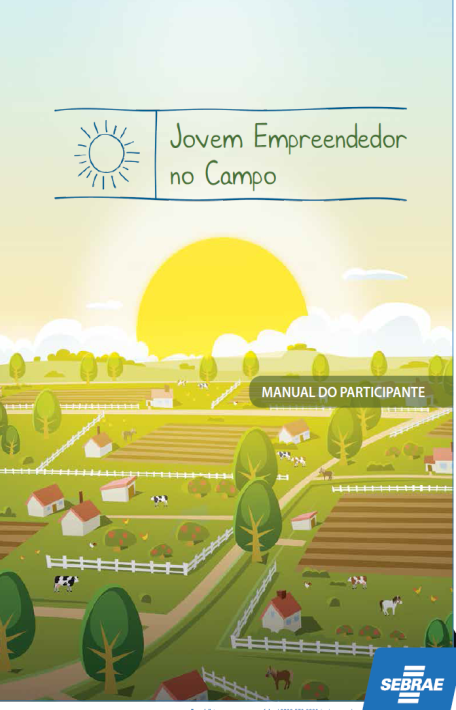 Jovem Empreendedor
no Campo
MANUAL DO PARTICIPANTE
SEBRAE